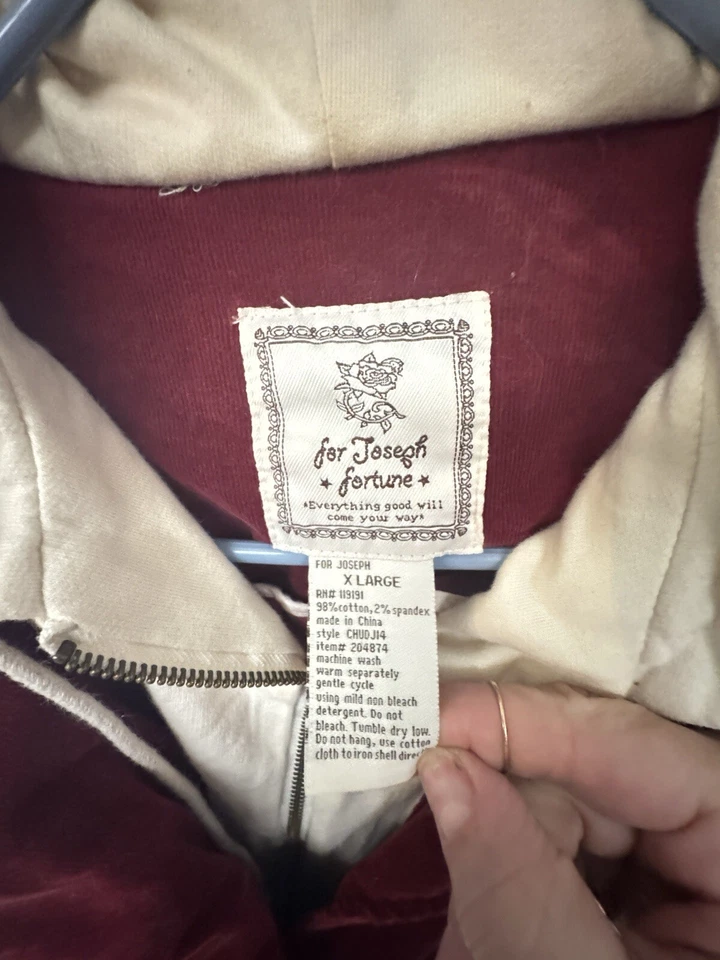 for Joseph
★ fortune ★
*Everything good will
come your way*
FOR JOSEPH
X LARGE
RN# 119191
98%cotton,2% spandex
made in China
style CHUDJ14
item# 204874
machine wash
warm separately
gentle cycle
using mild non bleach
detergent. Do not
bleach. Tumble dry low.
Do not hang, use cotton
cloth to iron shell